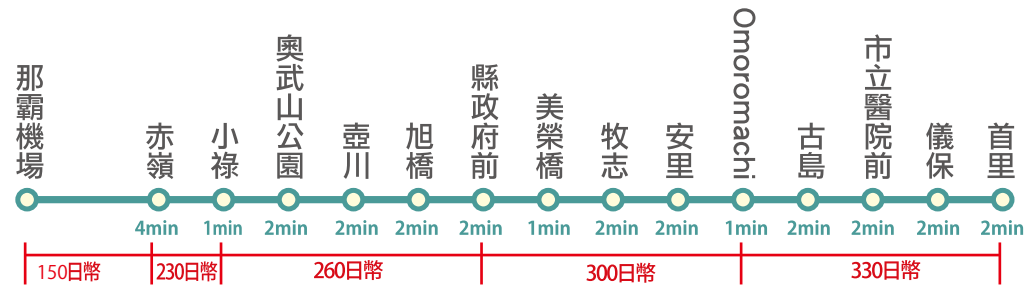 那霸機場
赤嶺
小祿
奧武山公園
壺川
旭橋
縣政府前
美榮橋
牧志
安里
Omoromachi
古島
市立醫院前
儀保
首里
4min
1min
2min
2min
2min
2min
1min
2min
2min
1min
2min
2min
2min
2min
150日幣
230日幣
260日幣
300日幣
330日幣